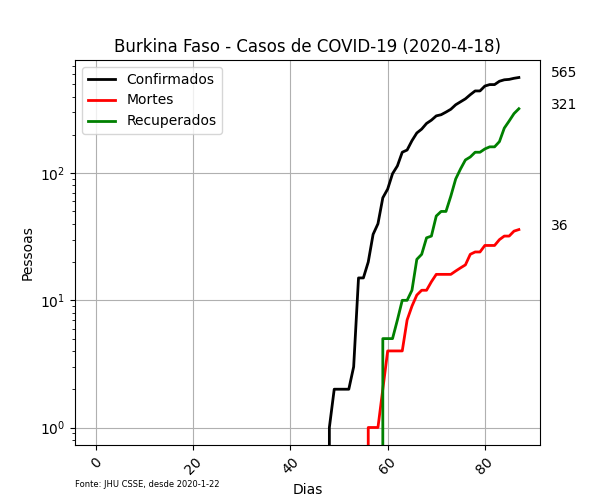 Burkina Faso - Casos de COVID-19 (2020-4-18)
Confirmados
Mortes
Recuperados
565
321
36
Pessoas
10²
10¹
10⁰
0
20
40
60
80
Dias
Fonte: JHU CSSE, desde 2020-1-22